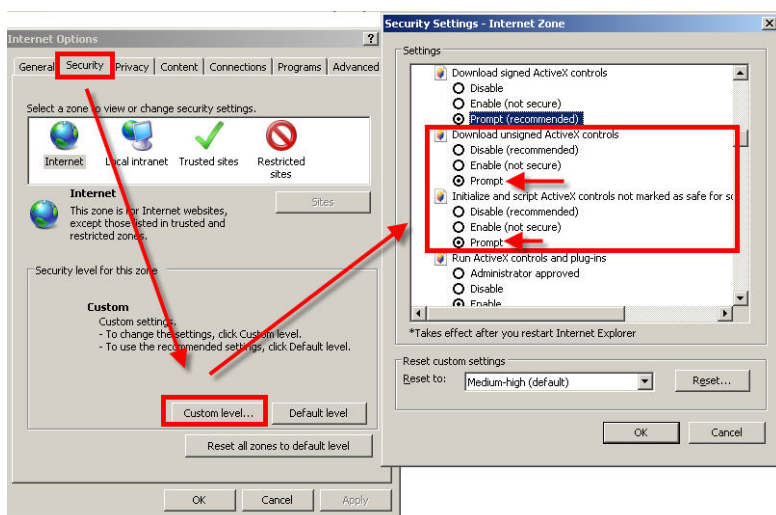 Internet Options
?
General Security Privacy Content Connections Programs Advanced
Select a zone to view or change security settings.
Internet Local intranet Trusted sites Restricted
sites
Internet
This zone is for Internet websites,
except those listed in trusted and
restricted zones.
Sites
Security level for this zone
Custom
Custom settings.
- To change the settings, click Custom level.
- To use the recommended settings, click Default level.
Custom level... Default level
Reset all zones to default level
OK Cancel Apply
Security Settings - Internet Zone
X
Settings
Download signed ActiveX controls
Disable
Enable (not secure)
Prompt (recommended)
Download unsigned ActiveX controls
Disable (recommended)
Enable (not secure)
Prompt
Initialize and script ActiveX controls not marked as safe for sc
Disable (recommended)
Enable (not secure)
Prompt
Run ActiveX controls and plug-ins
Administrator approved
Disable
Enable
*Takes effect after you restart Internet Explorer
Reset custom settings
Reset to: Medium-high (default) Reset...
OK Cancel